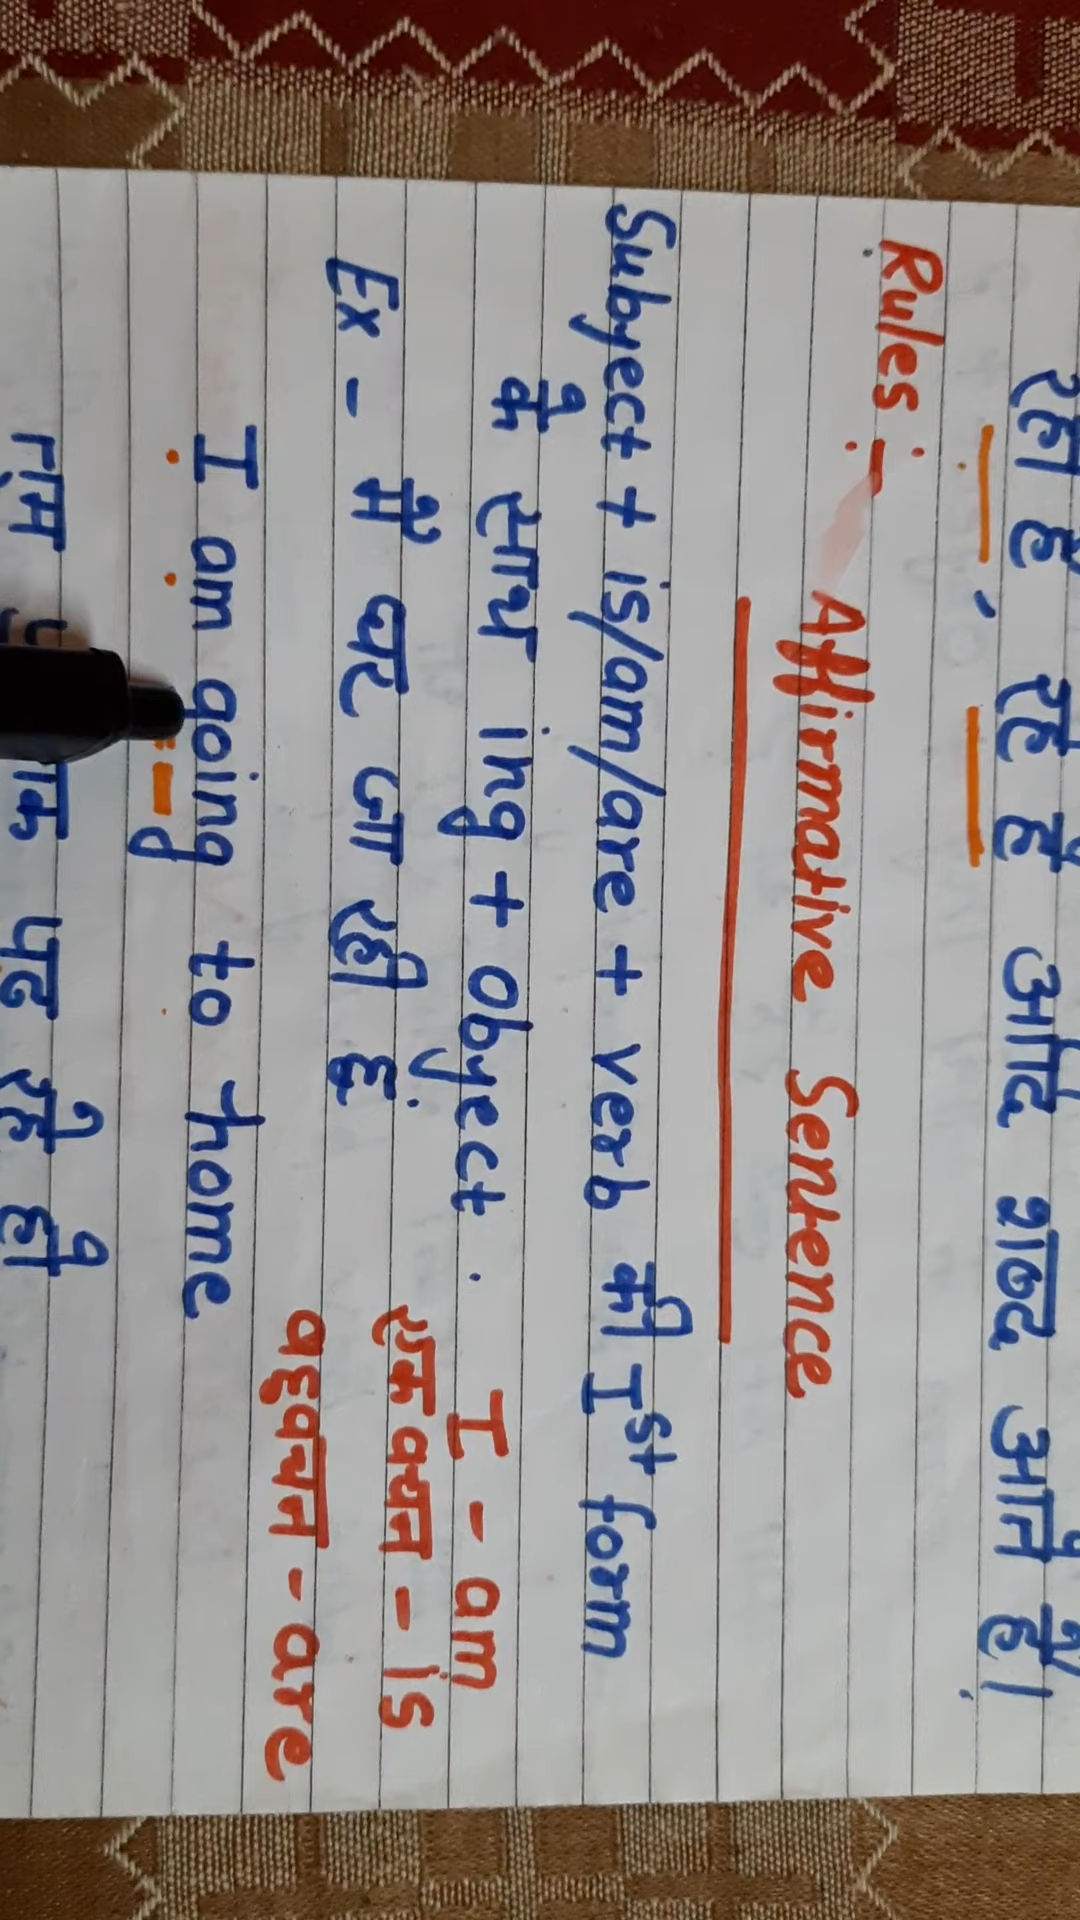 रहा है, रहे हैं आदि शब्द आते हैं।
Rules :- Affirmative Sentence
Subject + is/am/are + verb की Ist form
के साथ ing + Object.
I - am
Ex - मैं घर जा रही हूँ
एकवचन - is
बहुवचन - are
I am going to home
तुम पढ़ रहे हो